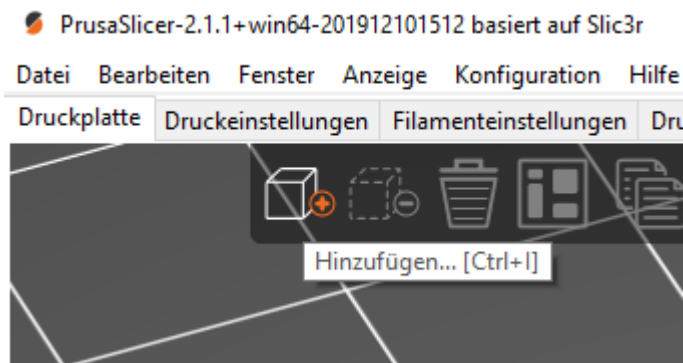 PrusaSlicer-2.1.1+win64-201912101512 basiert auf Slic3r
Datei Bearbeiten Fenster Anzeige Konfiguration Hilfe
Druckplatte Druckeinstellungen Filamenteinstellungen Dru
Hinzufügen... [Ctrl+I]